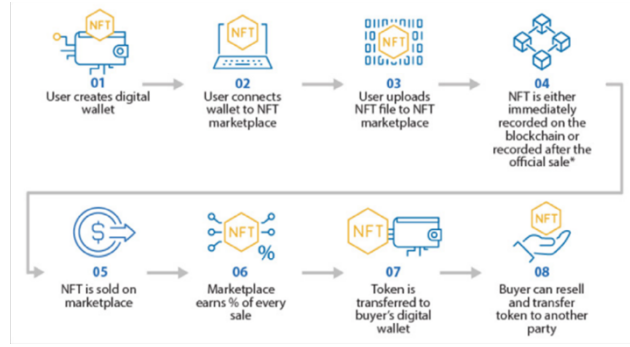 NFT
01
User creates digital
wallet
NFT
02
User connects
wallet to NFT
marketplace
NFT
03
User uploads
NFT file to NFT
marketplace
04
NFT is either
immediately
recorded on the
blockchain or
recorded after the
official sale*
$
05
NFT is sold on
marketplace
NFT
%
06
Marketplace
earns % of every
sale
NFT
07
Token is
transferred to
buyer's digital
wallet
NFT
08
Buyer can resell
and transfer
token to another
party